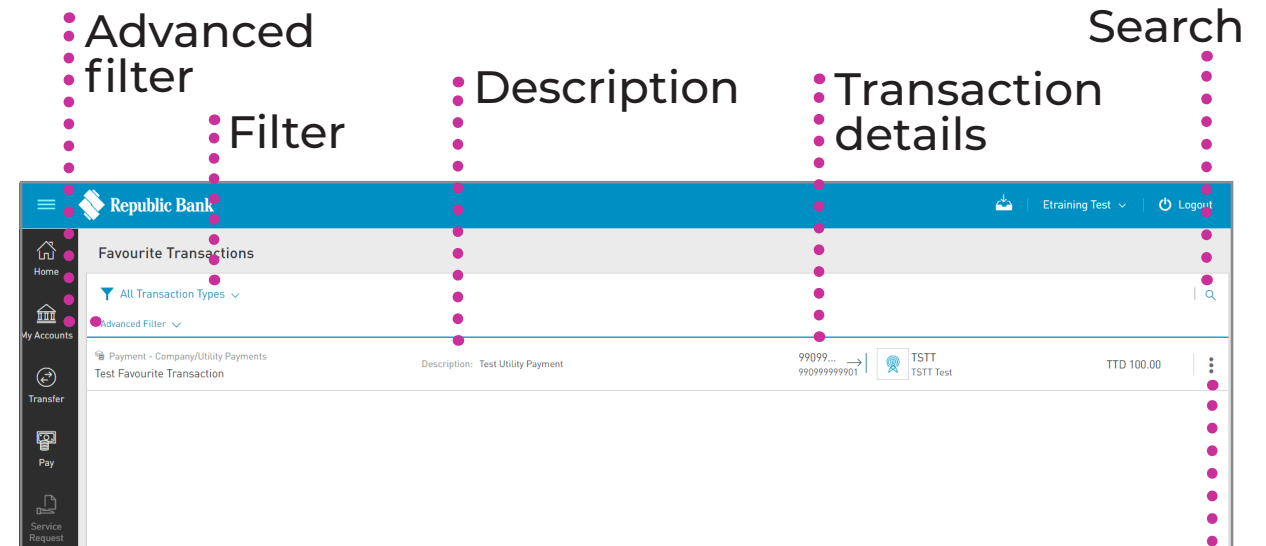 Advanced
filter
Search
Description
Transaction
details
Filter
Republic Bank
Etraining Test
Logout
Home
Favourite Transactions
All Transaction Types
My Accounts
Advanced Filter
Payment - Company/Utility Payments
Test Favourite Transaction
Description: Test Utility Payment
99099...
990999999901
TSTT
TSTT Test
TTD 100.00
Transfer
Pay
Service
Request